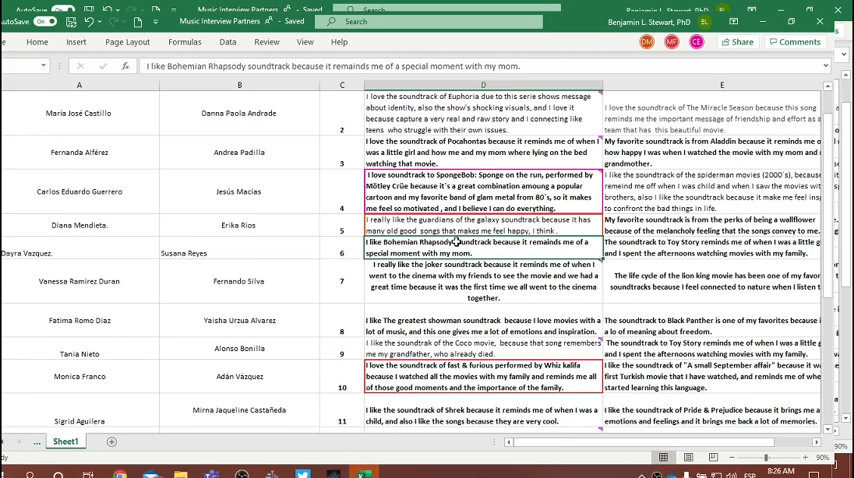 AutoSave On Music Interview Partners - Saved
AutoSave On Music Interview Partners - Saved Search Benjamin L. Stewart, PhD BL
Home Insert Page Layout Formulas Data Review View Help DM MF CE Share Comments
I like Bohemian Rhapsody soundtrack because it remainds me of a special moment with my mom.
A B C D E
María José Castillo Danna Paola Andrade 2
I love the soundtrack of Euphoria due to this serie shows message
about identity, also the show's shocking visuals, and I love it
because capture a very real and raw story and I connecting like
teens who struggle with their own issues.
I love the soundtrack of The Miracle Season because this song
reminds me the important message of friendship and effort as a
team that has this beautiful movie.
Fernanda Alférez Andrea Padilla 3
I love the soundtrack of Pocahontas because it reminds me of when I
was a little girl and how me and my mom where lying on the bed
watching that movie.
My favorite soundtrack is from Aladdin because it reminds me o
how happy I was when I watched the movie with my mom and
grandmother.
Carlos Eduardo Guerrero Jesús Macías 4
I love soundtrack to SpongeBob: Sponge on the run, performed by
Mötley Crüe because it`s a great combination amoung a popular
cartoon and my favorite band of glam metal from 80's, so it makes
me feel so motivated , and I believe I can do everything.
I like the soundtrack of the spiderman movies (2000´s), because
remeind me off when I was child and when I saw the movies with
brothers, also I like the soundtrack because it make me feel insp
to confront the bad things in life.
Diana Mendieta. Erika Rios 5
I really like the guardians of the galaxy soundtrack because it has
many old good songs that makes me feel happy, I think .
My favorite soundtrack is from the perks of being a wallflower
because of the melancholy feeling that the songs convey to me.
Dayra Vazquez. Susana Reyes 6
I like Bohemian Rhapsody soundtrack because it remainds me of a
special moment with my mom.
The soundtrack to Toy Story reminds me of when I was a little g
and I spent the afternoons watching movies with my family.
Vanessa Ramirez Duran Fernando Silva 7
I really like the joker soundtrack because it reminds me of when I
went to the cinema with my friends to see the movie and we had a
great time because it was the first time we all went to the cinema
together.
The life cycle of the lion king movie has been one of my favor
soundtracks because I feel connected to nature when I listen t
Fatima Romo Diaz Yaisha Urzua Alvarez 8
I like The greatest showman soundtrack because I love movies with a
lot of music, and this one gives me a lot of emotions and inspiration.
The soundtrack to Black Panther is one of my favorites because
a lo of meaning about freedom.
Tania Nieto Alonso Bonilla 9
I like the soundtrak of the Coco movie, because that song remembers
me my grandfather, who already died.
The soundtrack to Toy Story reminds me of when I was a little g
and I spent the afternoons watching movies with my family.
Monica Franco Adán Vázquez 10
I love the soundtrack of fast & furious performed by Whiz kalifa
because I watched all the movies with my family and reminds me all
of those good moments and the importance of the family.
I like the soundtrack of "A small September affair" because it wa
first Turkish movie that I have watched, and reminds me of whe
started learning this language.
Sigrid Aguilera Mirna Jaqueline Castañeda 11
I like the soundtrack of Shrek because it reminds me of when I was a
child, and also I like the songs because they are very cool.
I like the soundtrack of Pride & Prejudice because it brings me a
emotions and feelings and it brings me back a lot of memories.
... Sheet1
dy 90%
90%
ESP 8:26 AM